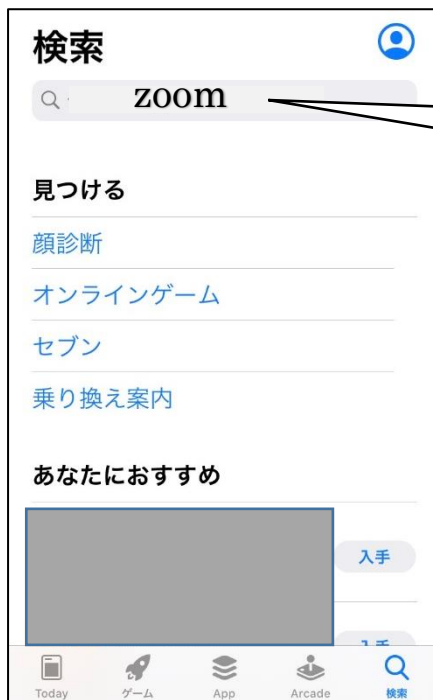 検索
zoom
見つける
顔診断
オンラインゲーム
セブン
乗り換え案内
あなたにおすすめ
入手
入手
Today
ゲーム
App
Arcade
検索